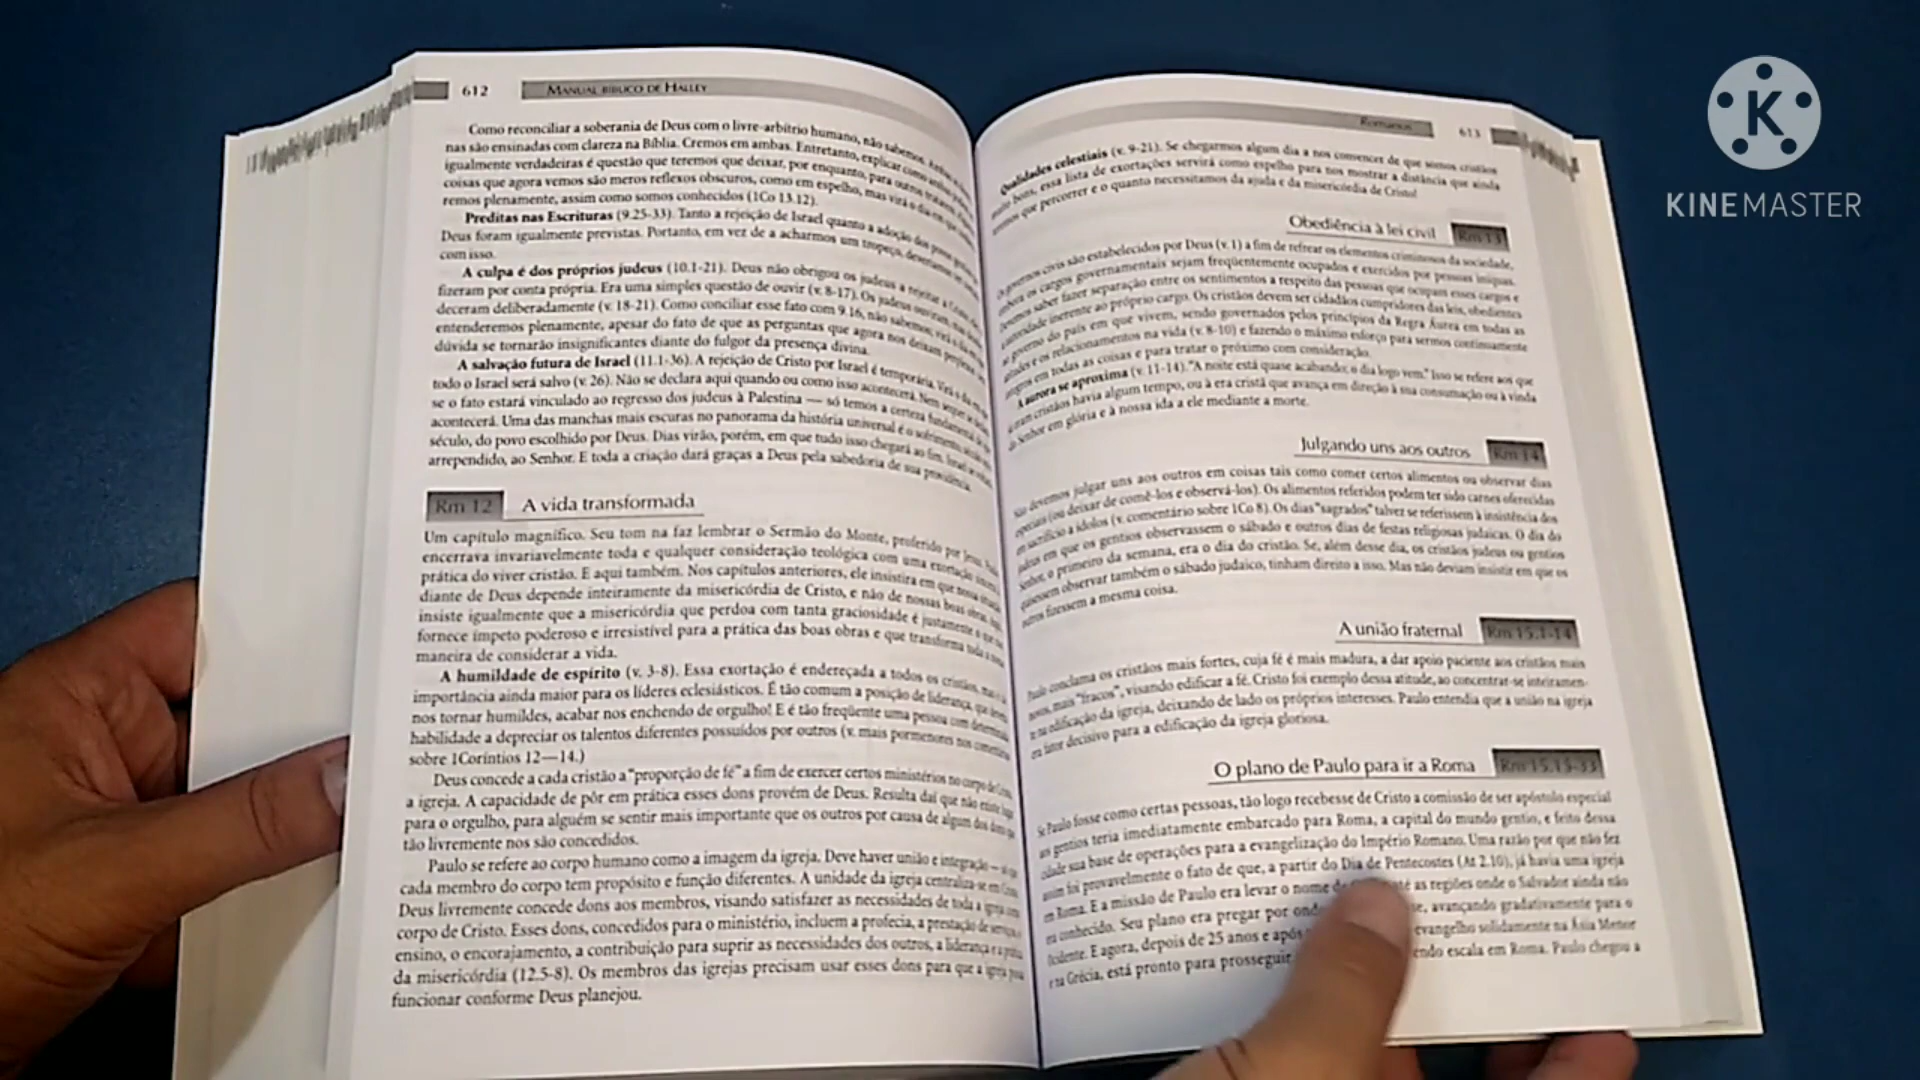 612 MANUAL BÍBLICO DE HALLEY
Como reconciliar a soberania de Deus com o livre-arbítrio humano, não sabemos.
nas são ensinadas com clareza na Bíblia. Cremos em ambas. Entretanto, explicar como
igualmente verdadeiras é questão que teremos que deixar, por enquanto, para outros
coisas que agora vemos são meros reflexos obscuros, como em espelho, mas virá o dia em que
remos plenamente, assim como somos conhecidos (1Co 13.12).
Preditas nas Escrituras (9.25-33). Tanto a rejeição de Israel quanto a adoção dos
Deus foram igualmente previstas. Portanto, em vez de a acharmos um tropeço,
com isso.
A culpa é dos próprios judeus (10.1-21). Deus não obrigou os judeus a rejeitar a
fizeram por conta própria. Era uma simples questão de ouvir (v. 8-17). Os judeus ouviram, mas
deceram deliberadamente (v. 18-21). Como conciliar esse fato com 9.16, não sabemos;
entenderemos plenamente, apesar do fato de que as perguntas que agora nos deixam
dúvida se tornarão insignificantes diante do fulgor da presença divina.
A salvação futura de Israel (11.1-36). A rejeição de Cristo por Israel é temporária. Virá o dia em
todo o Israel será salvo (v. 26). Não se declara aqui quando ou como isso acontecerá. Nem sequer
se o fato estará vinculado ao regresso dos judeus à Palestina — só temos a certeza fundamental
acontecerá. Uma das manchas mais escuras no panorama da história universal é o sofrimento
século, do povo escolhido por Deus. Dias virão, porém, em que tudo isso chegará ao fim. Israel
arrependido, ao Senhor. E toda a criação dará graças a Deus pela sabedoria de sua providência.
Rm 12 A vida transformada
Um capítulo magnífico. Seu tom na faz lembrar o Sermão do Monte, proferido por Jesus.
encerrava invariavelmente toda e qualquer consideração teológica com uma exortação
prática do viver cristão. E aqui também. Nos capítulos anteriores, ele insistira em que nossa
diante de Deus depende inteiramente da misericórdia de Cristo, e não de nossas boas obras.
insiste igualmente que a misericórdia que perdoa com tanta graciosidade é justamente o que
fornece ímpeto poderoso e irresistível para a prática das boas obras e que transforma toda a nossa
maneira de considerar a vida.
A humildade de espírito (v. 3-8). Essa exortação é endereçada a todos os cristãos, mas
importância ainda maior para os líderes eclesiásticos. É tão comum a posição de liderança, que
nos tornar humildes, acabar nos enchendo de orgulho! E é tão freqüente uma pessoa com determinada
habilidade a depreciar os talentos diferentes possuídos por outros (v. mais pormenores nos
sobre 1Coríntios 12—14.)
Deus concede a cada cristão a "proporção de fé" a fim de exercer certos ministérios no corpo de
a igreja. A capacidade de pôr em prática esses dons provém de Deus. Resulta daí que não existe
para o orgulho, para alguém se sentir mais importante que os outros por causa de algum dos dons
tão livremente nos são concedidos.
Paulo se refere ao corpo humano como a imagem da igreja. Deve haver união e integração
cada membro do corpo tem propósito e função diferentes. A unidade da igreja centraliza-se em
Deus livremente concede dons aos membros, visando satisfazer as necessidades de toda a igreja
corpo de Cristo. Esses dons, concedidos para o ministério, incluem a profecia, a prestação de
ensino, o encorajamento, a contribuição para suprir as necessidades dos outros, a liderança e a prática
da misericórdia (12.5-8). Os membros das igrejas precisam usar esses dons para que a igreja
funcionar conforme Deus planejou.
ROMANOS 613
Qualidades celestiais (v. 9-21). Se chegarmos algum dia a nos convencer de que somos cristãos
muito bons, essa lista de exortações servirá como espelho para nos mostrar a distância que ainda
temos que percorrer e o quanto necessitamos da ajuda e da misericórdia de Cristo!
Obediência à lei civil Rm 13
Os governos civis são estabelecidos por Deus (v. 1) a fim de refrear os elementos criminosos da sociedade,
embora os cargos governamentais sejam freqüentemente ocupados e exercidos por pessoas iníquas.
Devemos saber fazer separação entre os sentimentos a respeito das pessoas que ocupam esses cargos e
a autoridade inerente ao próprio cargo. Os cristãos devem ser cidadãos cumpridores das leis, obedientes
ao governo do país em que vivem, sendo governados pelos princípios da Regra Áurea em todas as
atitudes e os relacionamentos na vida (v. 8-10) e fazendo o máximo esforço para sermos continuamente
íntegros em todas as coisas e para tratar o próximo com consideração.
A aurora se aproxima (v. 11-14). "A noite está quase acabando; o dia logo vem." Isso se refere aos que
eram cristãos havia algum tempo, ou à era cristã que avança em direção à sua consumação ou à vinda
do Senhor em glória e à nossa ida a ele mediante a morte.
Julgando uns aos outros Rm 14
Não devemos julgar uns aos outros em coisas tais como comer certos alimentos ou observar dias
especiais (ou deixar de comê-los e observá-los). Os alimentos referidos podem ter sido carnes oferecidas
em sacrifício a ídolos (v. comentário sobre 1Co 8). Os dias "sagrados" talvez se referissem à insistência dos
judeus em que os gentios observassem o sábado e outros dias de festas religiosas judaicas. O dia do
Senhor, o primeiro da semana, era o dia do cristão. Se, além desse dia, os cristãos judeus ou gentios
quisessem observar também o sábado judaico, tinham direito a isso. Mas não deviam insistir em que os
outros fizessem a mesma coisa.
A união fraternal Rm 15.1-14
Paulo conclama os cristãos mais fortes, cuja fé é mais madura, a dar apoio paciente aos cristãos mais
novos, mais "fracos", visando edificar a fé. Cristo foi exemplo dessa atitude, ao concentrar-se inteiramen-
te na edificação da igreja, deixando de lado os próprios interesses. Paulo entendia que a união na igreja
era fator decisivo para a edificação da igreja gloriosa.
O plano de Paulo para ir a Roma Rm 15.15-33
Se Paulo fosse como certas pessoas, tão logo recebesse de Cristo a comissão de ser apóstolo especial
aos gentios teria imediatamente embarcado para Roma, a capital do mundo gentio, e feito dessa
cidade sua base de operações para a evangelização do Império Romano. Uma razão por que não fez
assim foi provavelmente o fato de que, a partir do Dia de Pentecostes (At 2.10), já havia uma igreja
em Roma. E a missão de Paulo era levar o nome de até as regiões onde o Salvador ainda não
era conhecido. Seu plano era pregar por onde avançando gradativamente para o
Ocidente. E agora, depois de 25 anos e após evangelho solidamente na Ásia Menor
e na Grécia, está pronto para prosseguir endo escala em Roma. Paulo chegou a
K
KINEMASTER